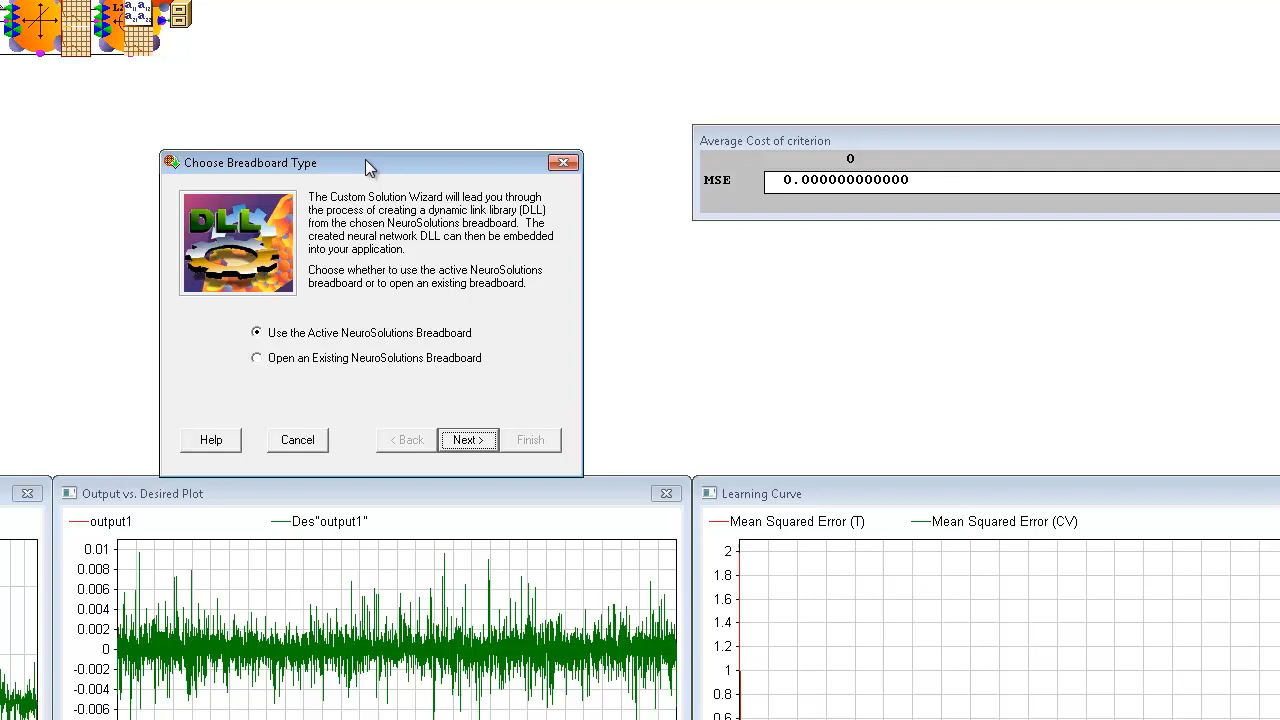 Choose Breadboard Type
DLL
The Custom Solution Wizard will lead you through
the process of creating a dynamic link library (DLL)
from the chosen NeuroSolutions breadboard. The
created neural network DLL can then be embedded
into your application.
Choose whether to use the active NeuroSolutions
breadboard or to open an existing breadboard.
Use the Active NeuroSolutions Breadboard
Open an Existing NeuroSolutions Breadboard
Help
Cancel
< Back
Next >
Finish
Average Cost of criterion
0
MSE
0.000000000000
Output vs. Desired Plot
output1
Des"output1"
0.01
0.008
0.006
0.004
0.002
0
-0.002
-0.004
-0.006
Learning Curve
Mean Squared Error (T)
Mean Squared Error (CV)
2
1.8
1.6
1.4
1.2
1
0.8
0.6